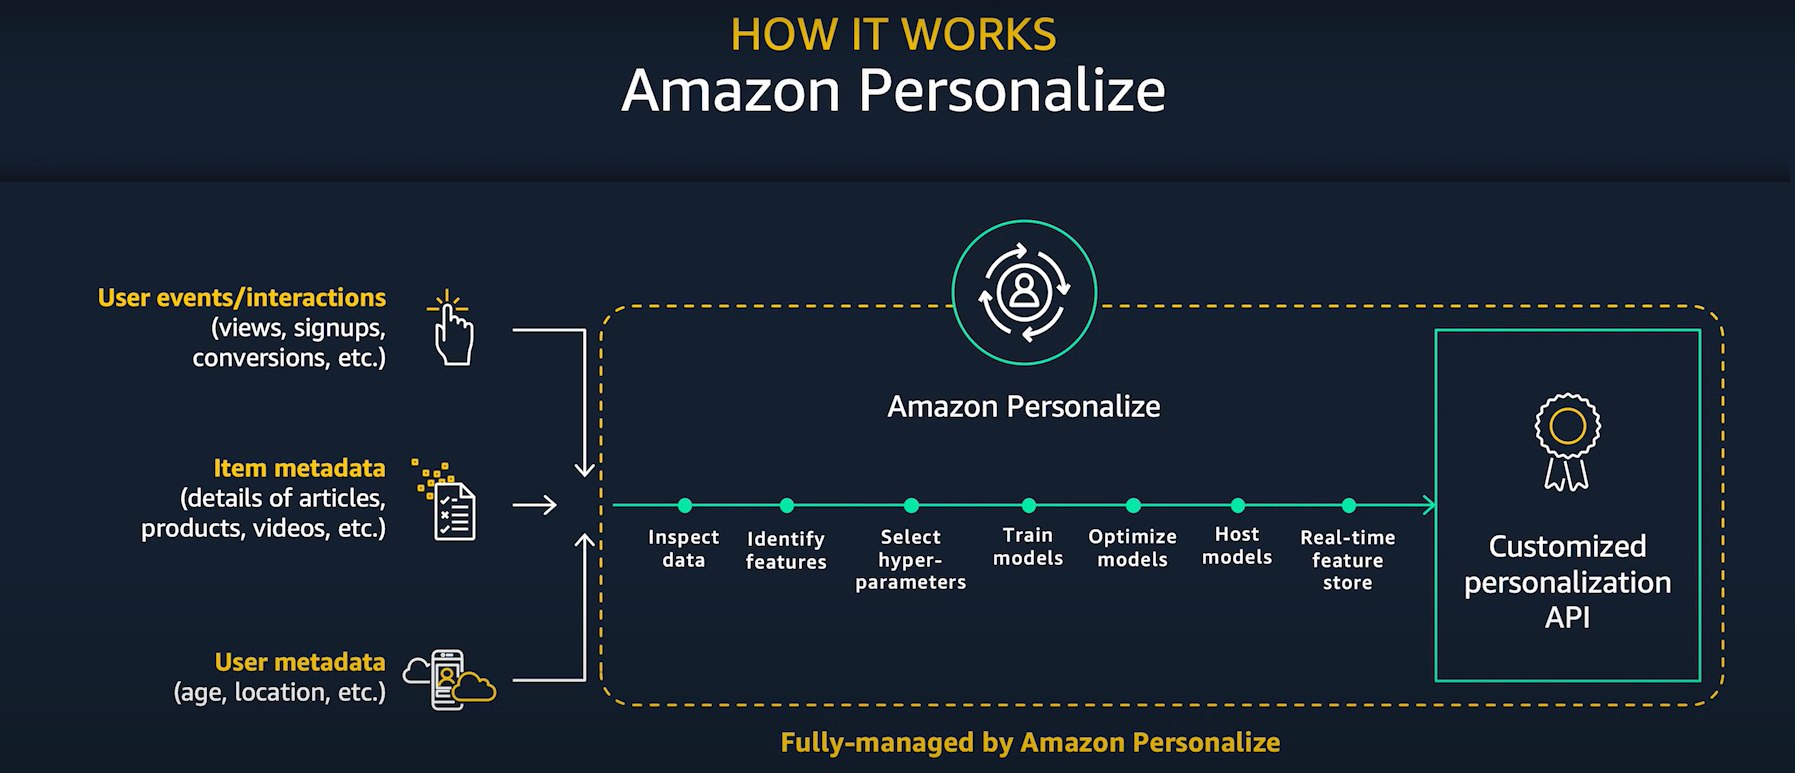 HOW IT WORKS
Amazon Personalize
User events/interactions
(views, signups,
conversions, etc.)
Item metadata
(details of articles,
products, videos, etc.)
User metadata
(age, location, etc.)
Amazon Personalize
Inspect
data
Identify
features
Select
hyper-
parameters
Train
models
Optimize
models
Host
models
Real-time
feature
store
Customized
personalization
API
Fully-managed by Amazon Personalize